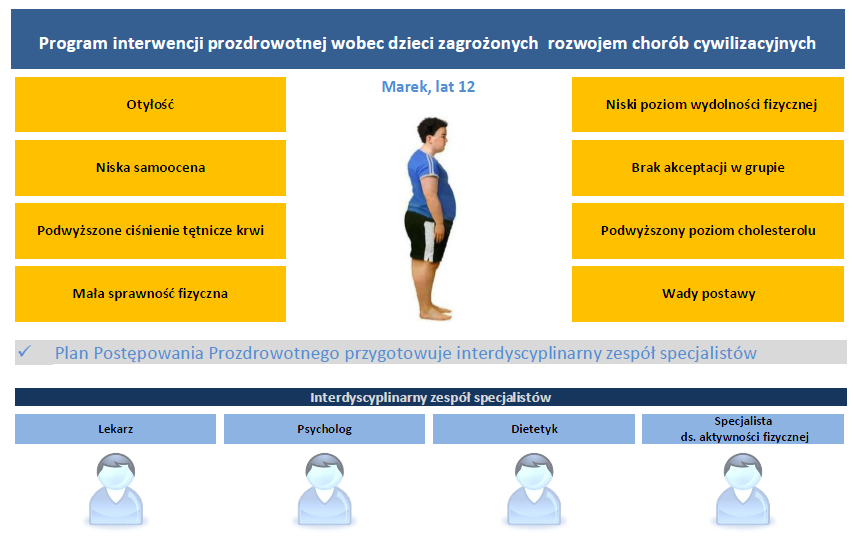 Program interwencji prozdrowotnej wobec dzieci zagrożonych rozwojem chorób cywilizacyjnych
Marek, lat 12
Otyłość
Niski poziom wydolności fizycznej
Niska samoocena
Brak akceptacji w grupie
Podwyższone ciśnienie tętnicze krwi
Podwyższony poziom cholesterolu
Mała sprawność fizyczna
Wady postawy
✓ Plan Postępowania Prozdrowotnego przygotowuje interdyscyplinarny zespół specjalistów
Interdyscyplinarny zespół specjalistów
Lekarz
Psycholog
Dietetyk
Specjalista
ds. aktywności fizycznej